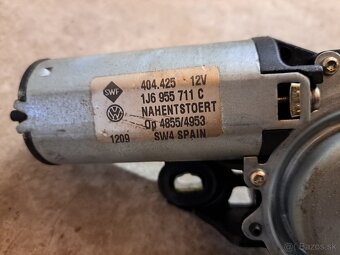 SWF
404.425 12V
1J6 955 711 C
NAHENTSTOERT
Op 4855/4953
1209 SW4 SPAIN
Bazos.sk